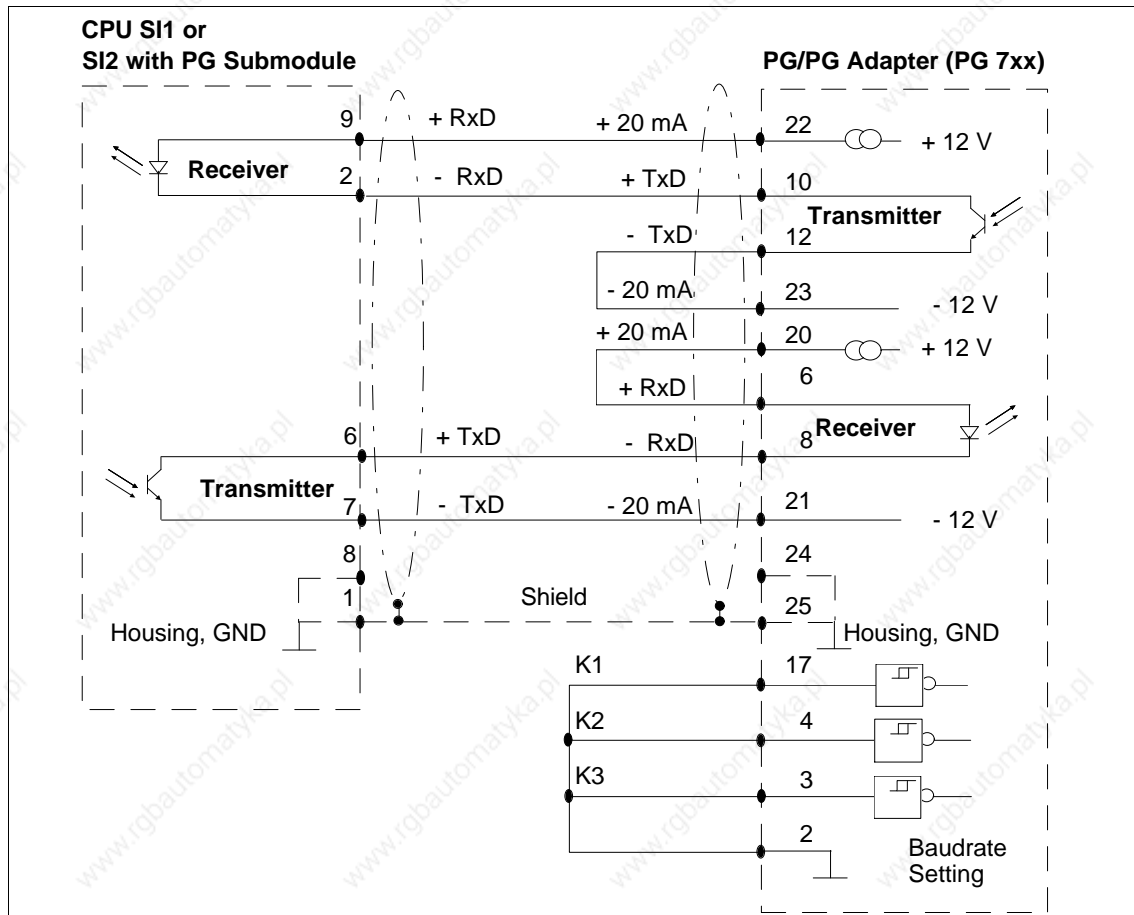 CPU SI1 or
SI2 with PG Submodule
PG/PG Adapter (PG 7xx)
9 + RxD + 20 mA 22 + 12 V
Receiver
2 - RxD + TxD 10
Transmitter
- TxD 12
- 20 mA 23 - 12 V
+ 20 mA 20 + 12 V
6
+ RxD
Receiver
6 + TxD - RxD 8
Transmitter
7 - TxD - 20 mA 21 - 12 V
8 24
1 Shield 25
Housing, GND Housing, GND
K1 17
K2 4
K3 3
2
Baudrate
Setting
www.rgbautomatyka.pl